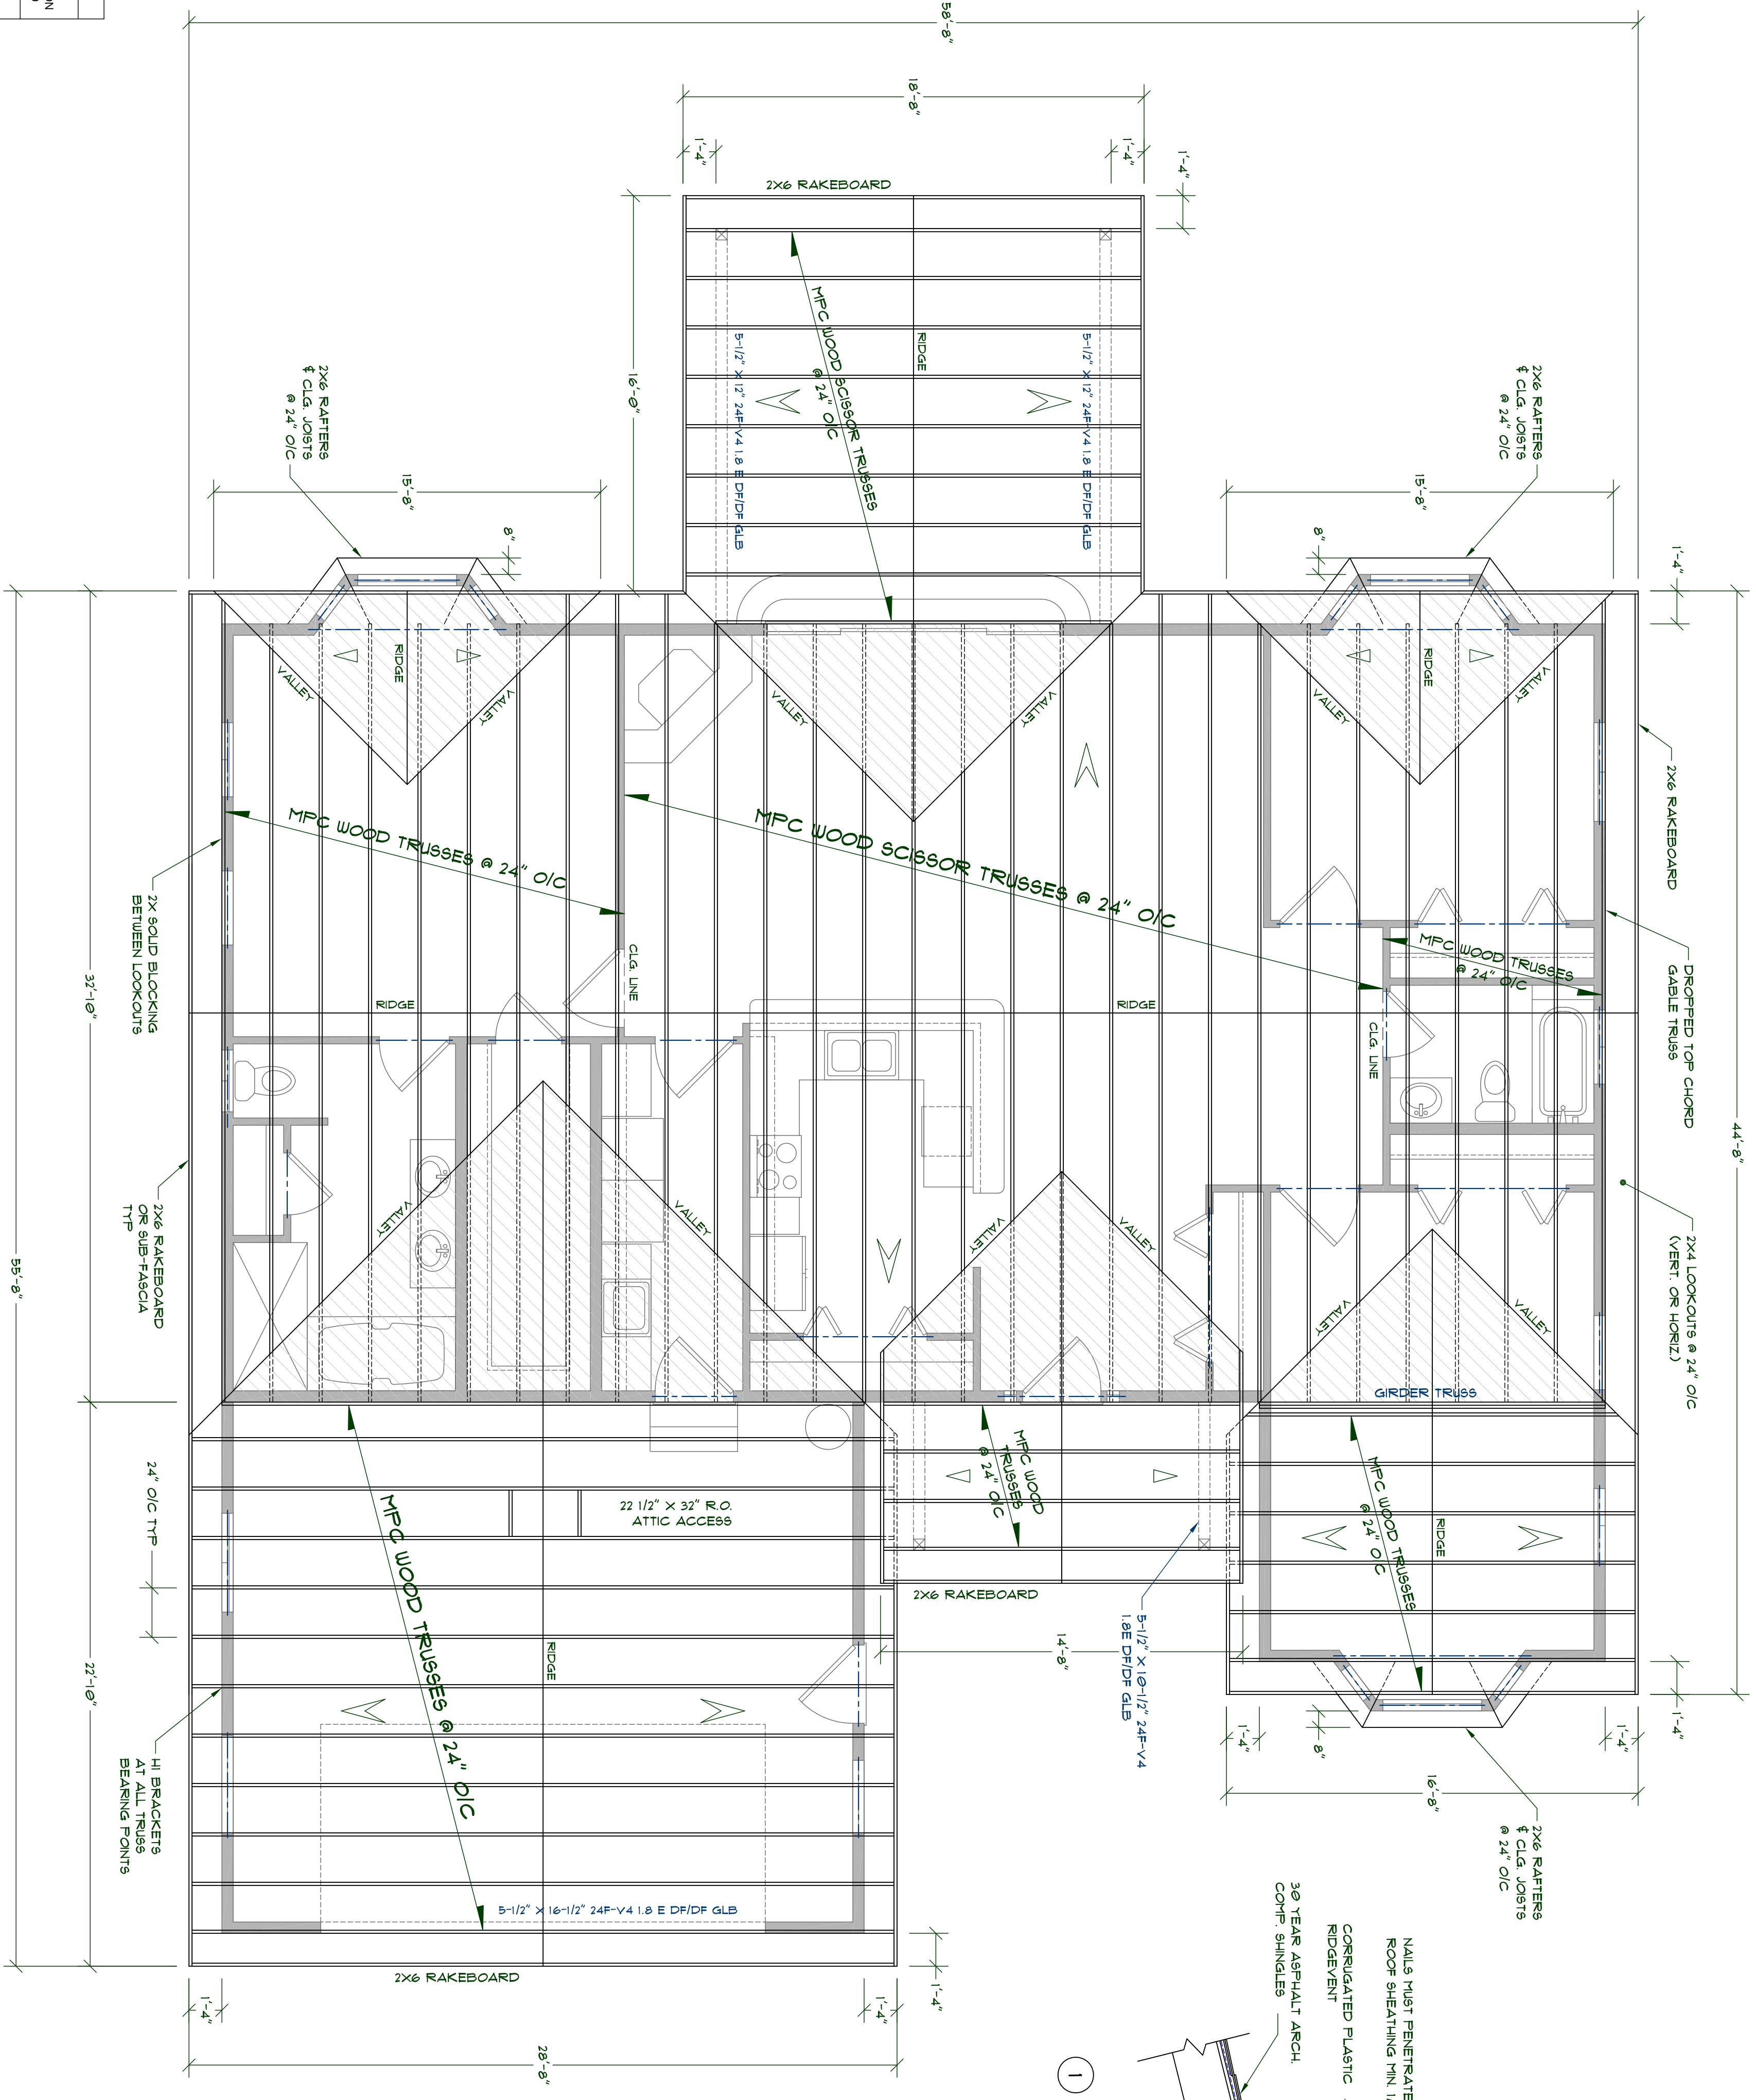 ON
58'-8"
18'-8"
1'-4"
1'-4"
1'-4"
2X6 RAKEBOARD
16'-0"
MPC WOOD SCISSOR TRUSSES
@ 24" O/C
RIDGE
5-1/2" X 12" 24F-V4 1.8 E DF/DF GLB
5-1/2" X 12" 24F-V4 1.8 E DF/DF GLB
2X6 RAFTERS
& CLG. JOISTS
@ 24" O/C
15'-8"
8"
2X6 RAFTERS
& CLG. JOISTS
@ 24" O/C
15'-8"
8"
1'-4"
2X6 RAKEBOARD
DROPPED TOP CHORD
GABLE TRUSS
44'-8"
2X4 LOOKOUTS @ 24" O/C
(VERT. OR HORIZ.)
RIDGE
VALLEY
VALLEY
VALLEY
VALLEY
RIDGE
VALLEY
VALLEY
MPC WOOD TRUSSES @ 24" O/C
MPC WOOD SCISSOR TRUSSES @ 24" O/C
MPC WOOD TRUSSES
@ 24" O/C
CLG. LINE
CLG. LINE
RIDGE
RIDGE
2X SOLID BLOCKING
BETWEEN LOOKOUTS
32'-10"
55'-8"
2X6 RAKEBOARD
OR SUB-FASCIA
TYP
VALLEY
VALLEY
VALLEY
VALLEY
VALLEY
VALLEY
GIRDER TRUSS
MPC WOOD
TRUSSES
@ 24" O/C
MPC WOOD TRUSSES
@ 24" O/C
RIDGE
22 1/2" X 32" R.O.
ATTIC ACCESS
24" O/C TYP
22'-10"
MPC WOOD TRUSSES @ 24" O/C
RIDGE
2X6 RAKEBOARD
14'-8"
5-1/2" X 10-1/2" 24F-V4
1.8E DF/DF GLB
1'-4"
8"
1'-4"
1'-4"
16'-8"
2X6 RAFTERS
& CLG. JOISTS
@ 24" O/C
H1 BRACKETS
AT ALL TRUSS
BEARING POINTS
5-1/2" X 16-1/2" 24F-V4 1.8 E DF/DF GLB
2X6 RAKEBOARD
1'-4"
1'-4"
1'-4"
28'-8"
NAILS MUST PENETRATE
ROOF SHEATHING MIN.
CORRUGATED PLASTIC
RIDGEVENT
30 YEAR ASPHALT ARCH.
COMP. SHINGLES
1